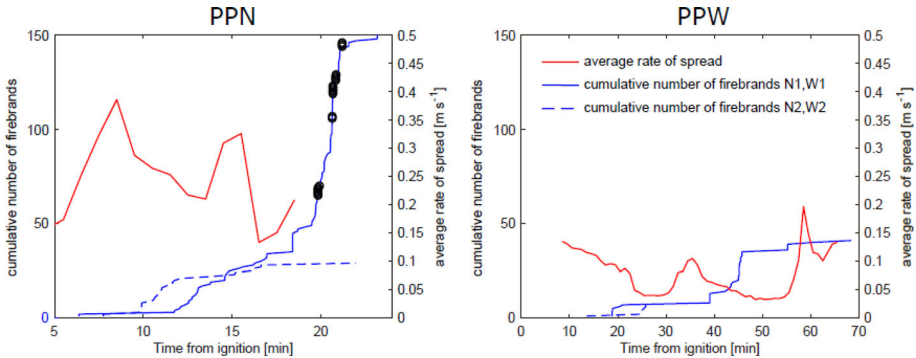 PPN
PPW
150
100
50
0
cumulative number of firebrands
0.5
0.45
0.4
0.35
0.3
0.25
0.2
0.15
0.1
0.05
0
average rate of spread [m s⁻¹]
5 10 15 20
Time from ignition [min]
150
100
50
0
cumulative number of firebrands
average rate of spread
cumulative number of firebrands N1,W1
cumulative number of firebrands N2,W2
0.5
0.45
0.4
0.35
0.3
0.25
0.2
0.15
0.1
0.05
0
average rate of spread [m s⁻¹]
0 10 20 30 40 50 60 70
Time from ignition [min]